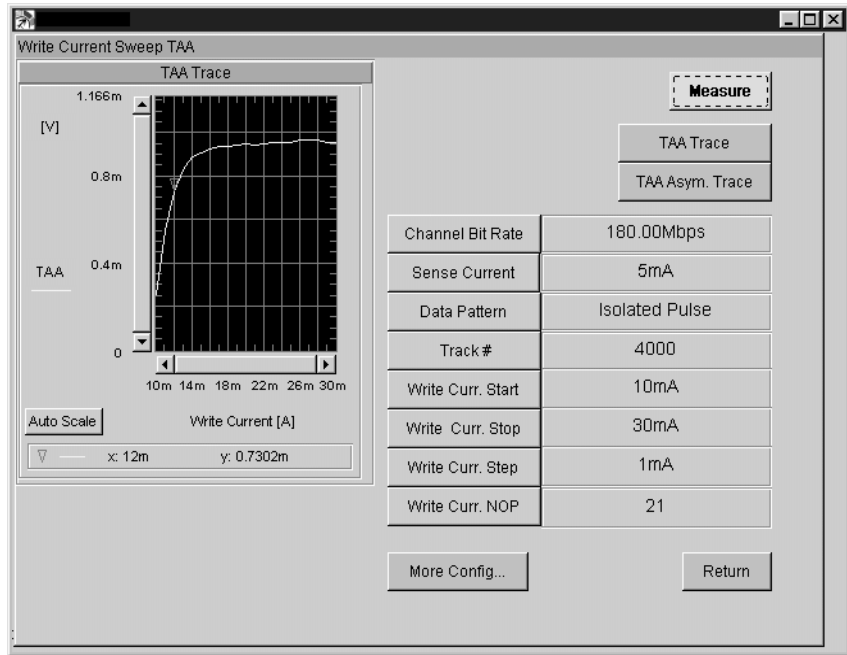 Write Current Sweep TAA
TAA Trace
1.166m
[V]
0.8m
TAA
0.4m
0
10m 14m 18m 22m 26m 30m
Auto Scale
Write Current [A]
x: 12m y: 0.7302m
Measure
TAA Trace
TAA Asym. Trace
Channel Bit Rate 180.00Mbps
Sense Current 5mA
Data Pattern Isolated Pulse
Track # 4000
Write Curr. Start 10mA
Write Curr. Stop 30mA
Write Curr. Step 1mA
Write Curr. NOP 21
More Config...
Return